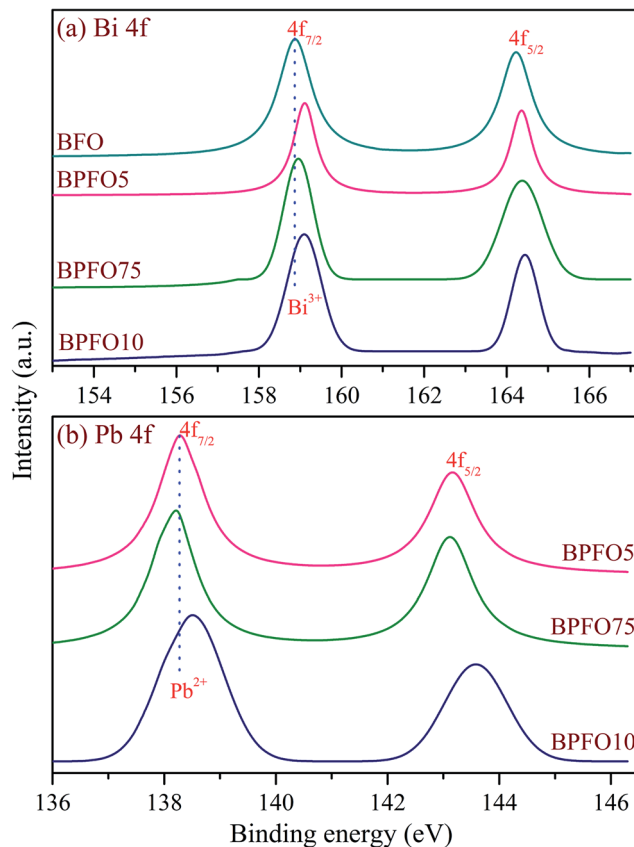 (a) Bi 4f
4f7/2
4f5/2
BFO
BPFO5
BPFO75
Bi3+
BPFO10
154 156 158 160 162 164 166
Intensity (a.u.)
(b) Pb 4f
4f7/2
4f5/2
BPFO5
BPFO75
Pb2+
BPFO10
136 138 140 142 144 146
Binding energy (eV)